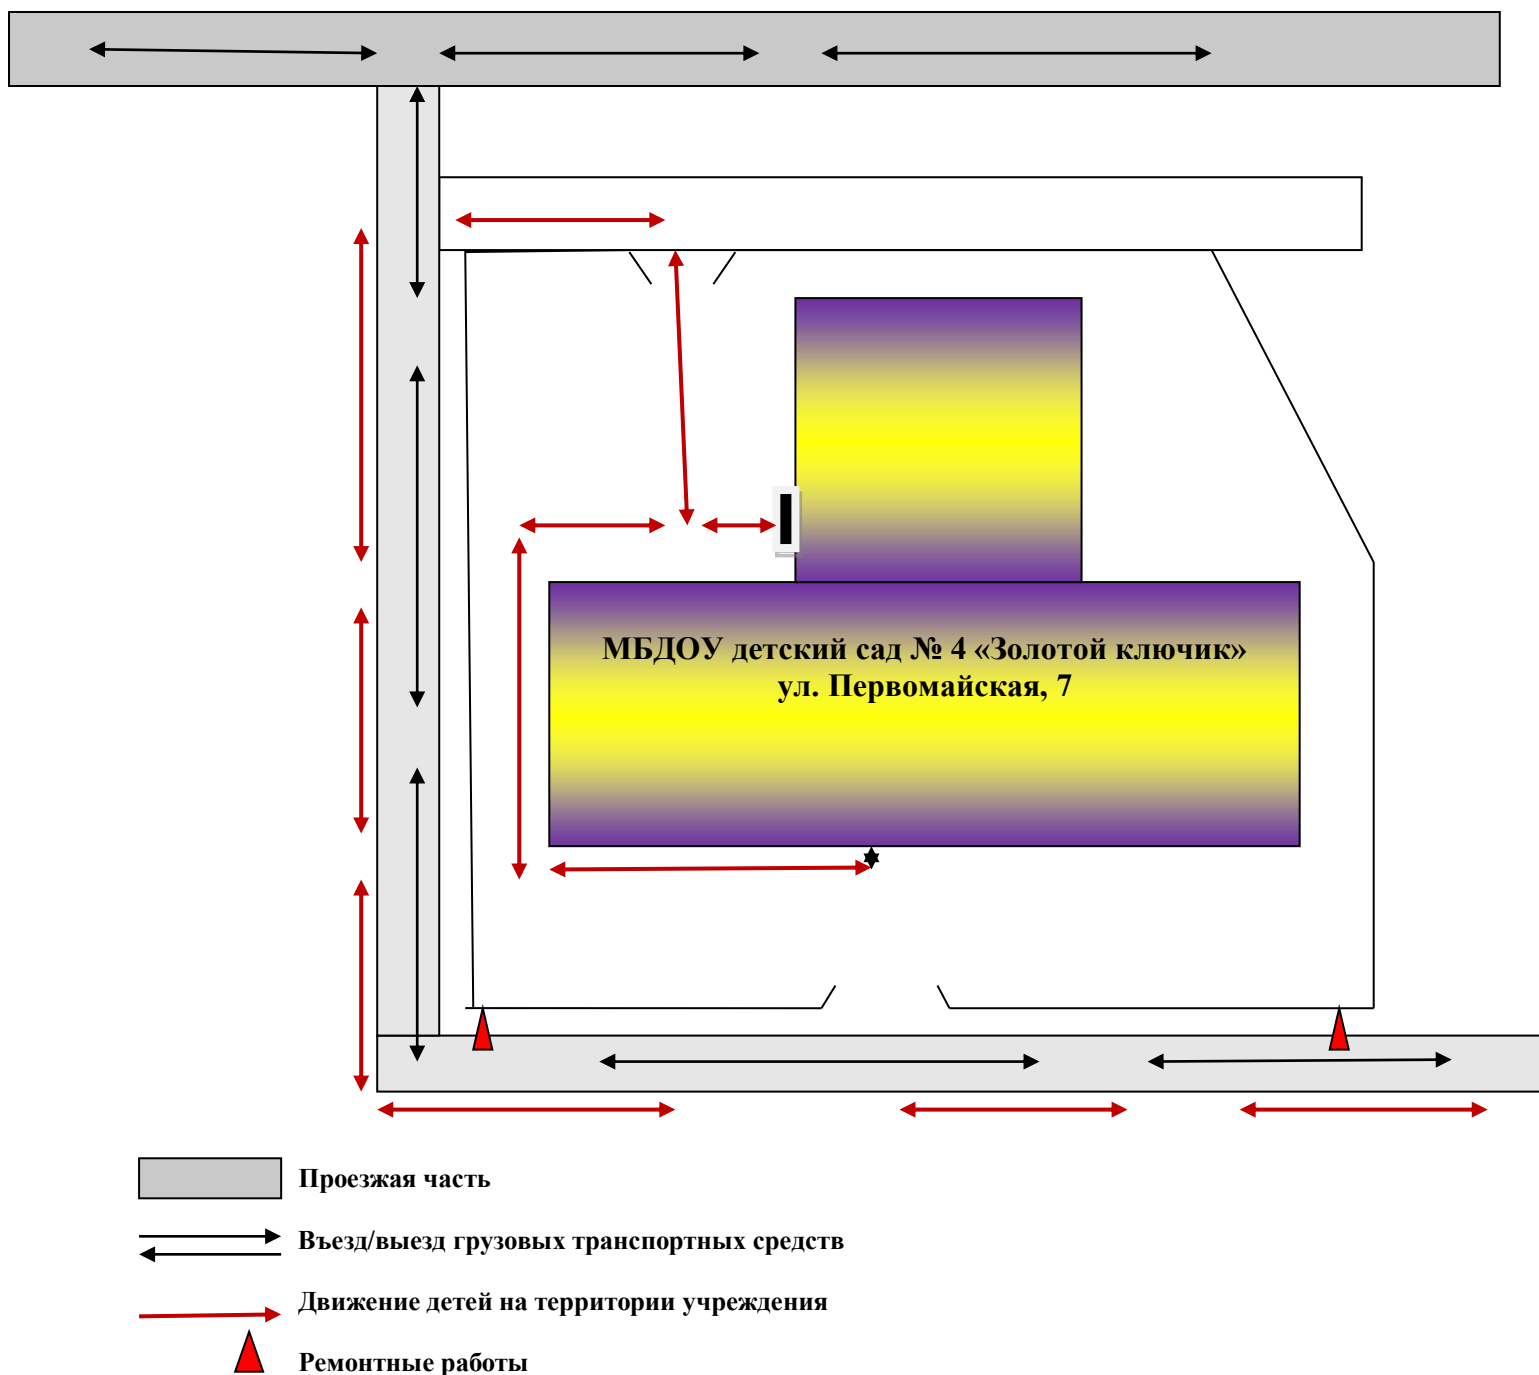 МБДОУ детский сад № 4 «Золотой ключик»
ул. Первомайская, 7
Проезжая часть
Въезд/выезд грузовых транспортных средств
Движение детей на территории учреждения
Ремонтные работы